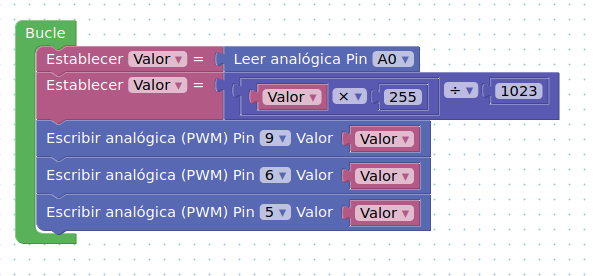 Bucle
Establecer Valor = Leer analógica Pin A0
Establecer Valor = Valor × 255 ÷ 1023
Escribir analógica (PWM) Pin 9 Valor Valor
Escribir analógica (PWM) Pin 6 Valor Valor
Escribir analógica (PWM) Pin 5 Valor Valor